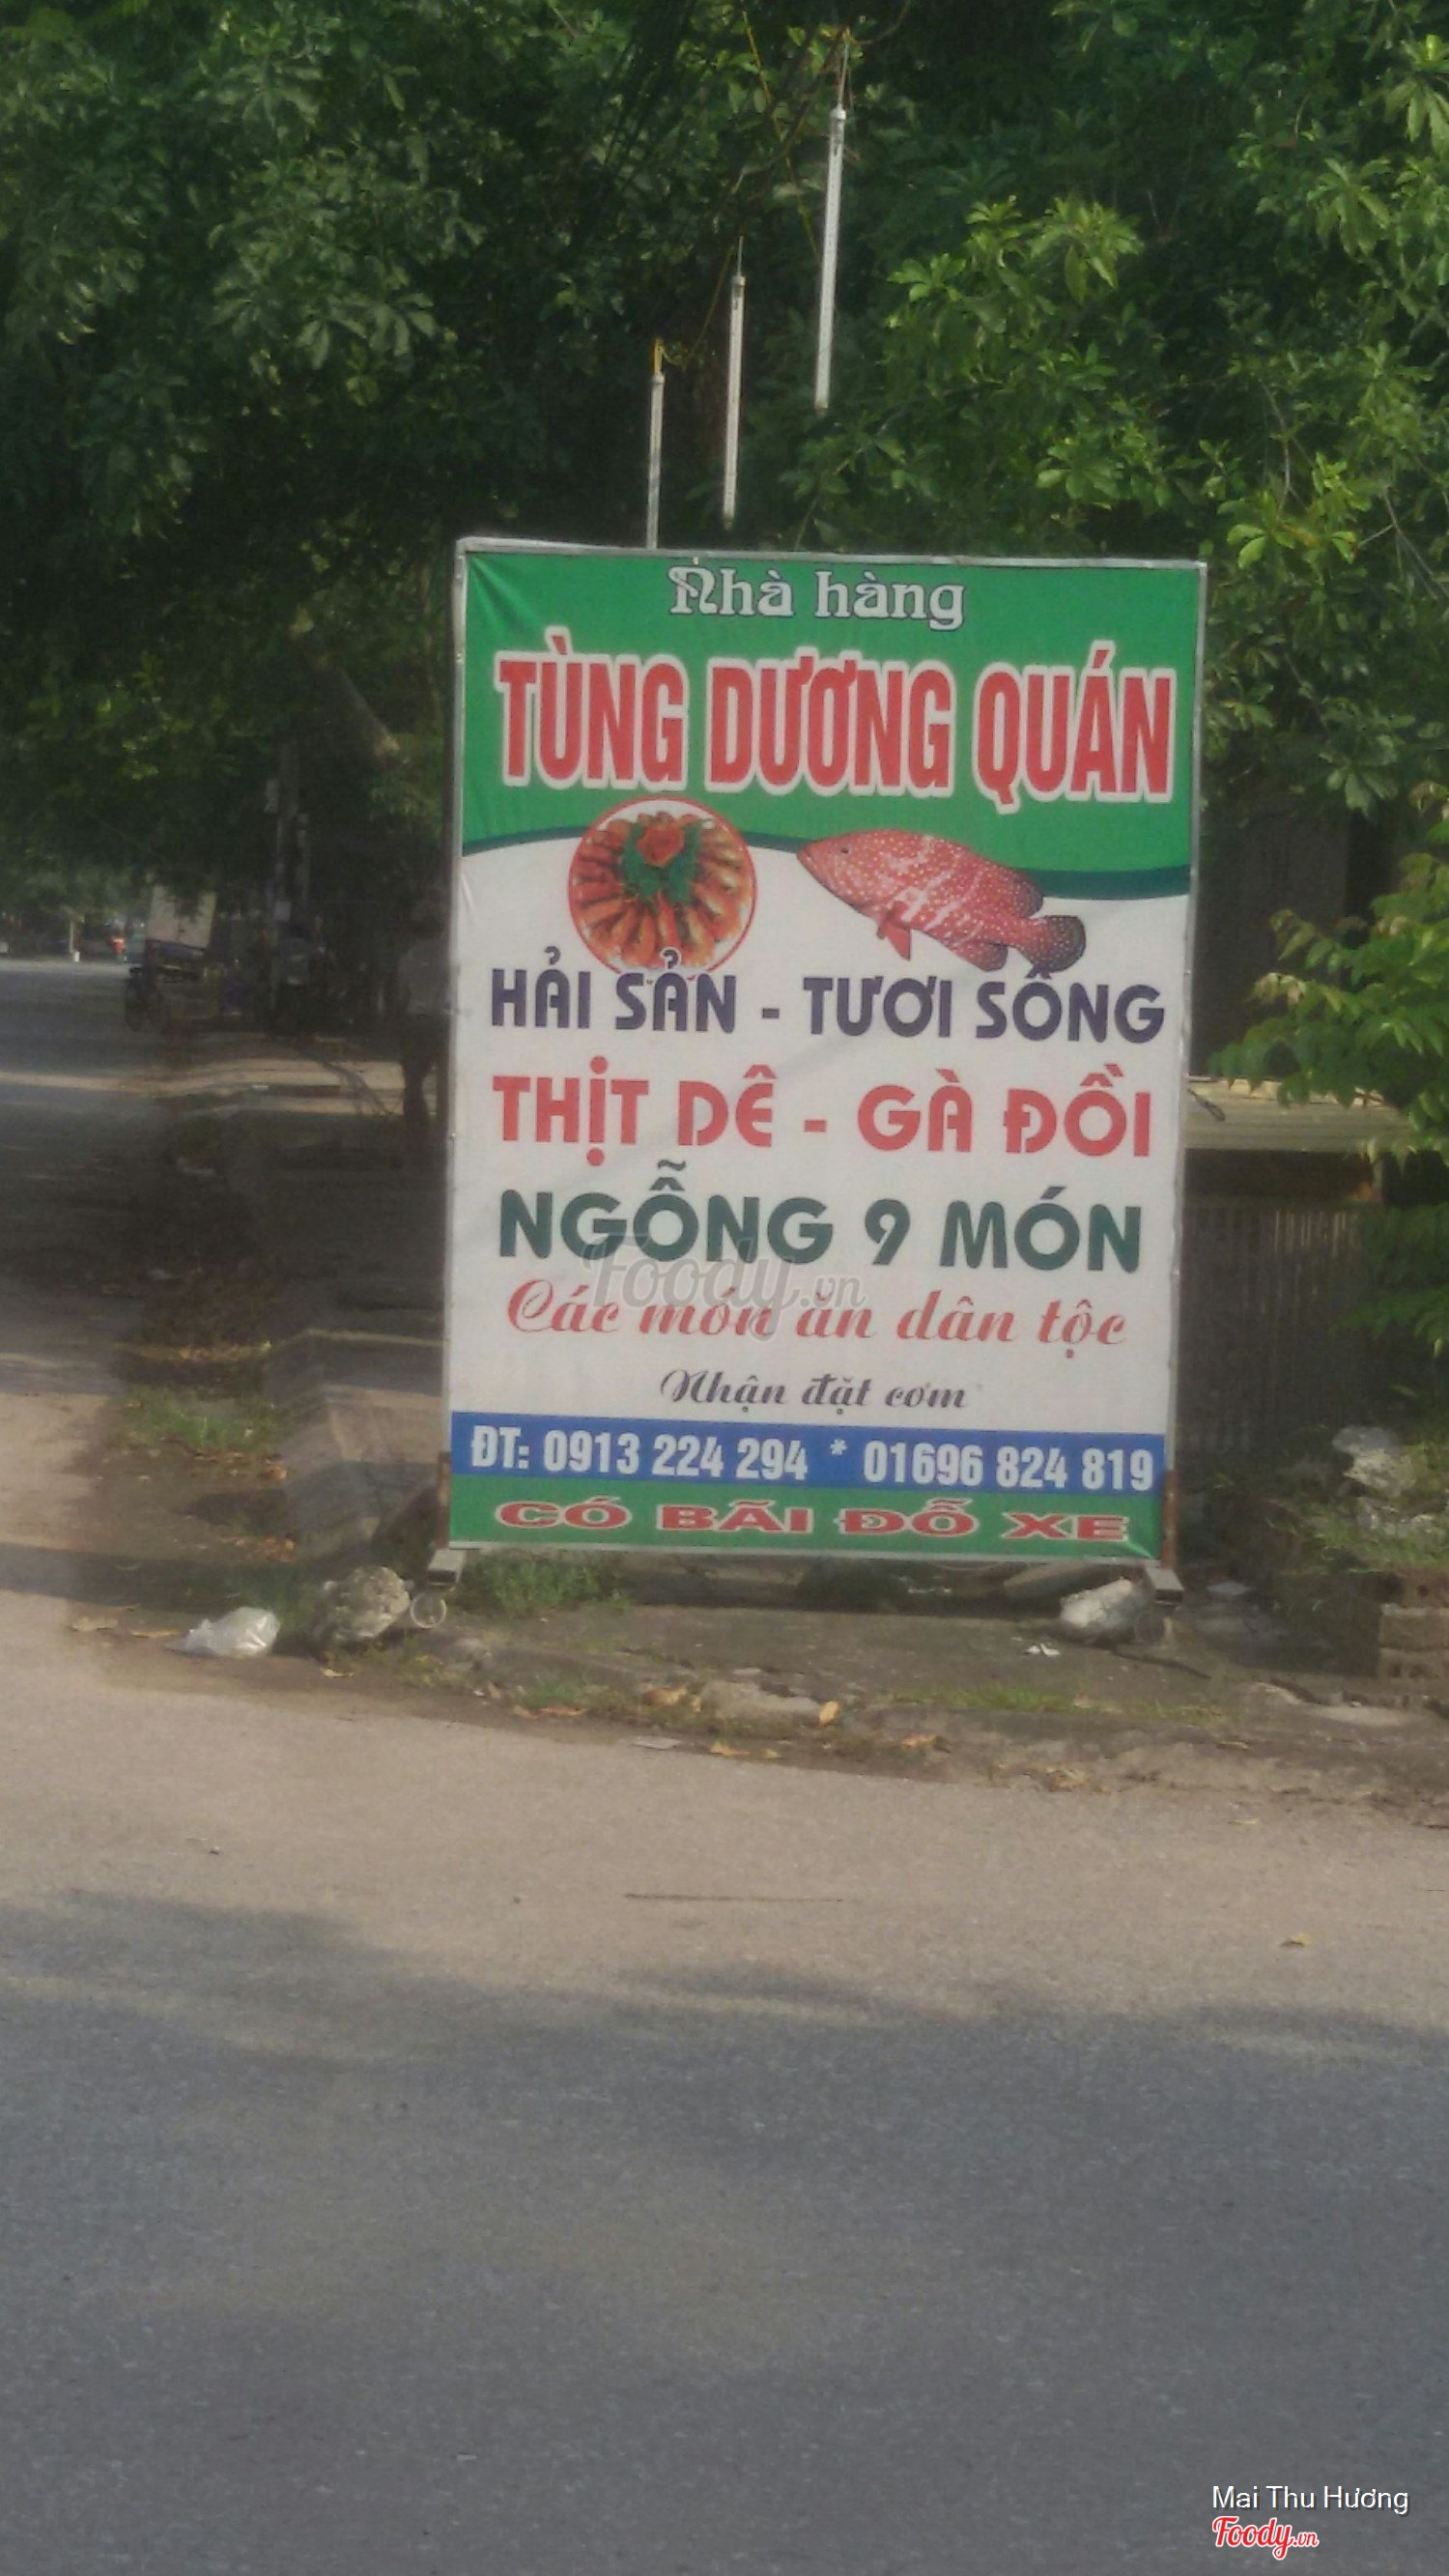 Nhà hàng
TÙNG DƯƠNG QUÁN
HẢI SẢN - TƯƠI SỐNG
THỊT DÊ - GÀ ĐỒI
NGỖNG 9 MÓN
Foody.vn
Các món ăn dân tộc
Nhận đặt cơm
ĐT: 0913 224 294 * 01696 824 819
CÓ BÃI ĐỖ XE
Mai Thu Hương
Foody.vn